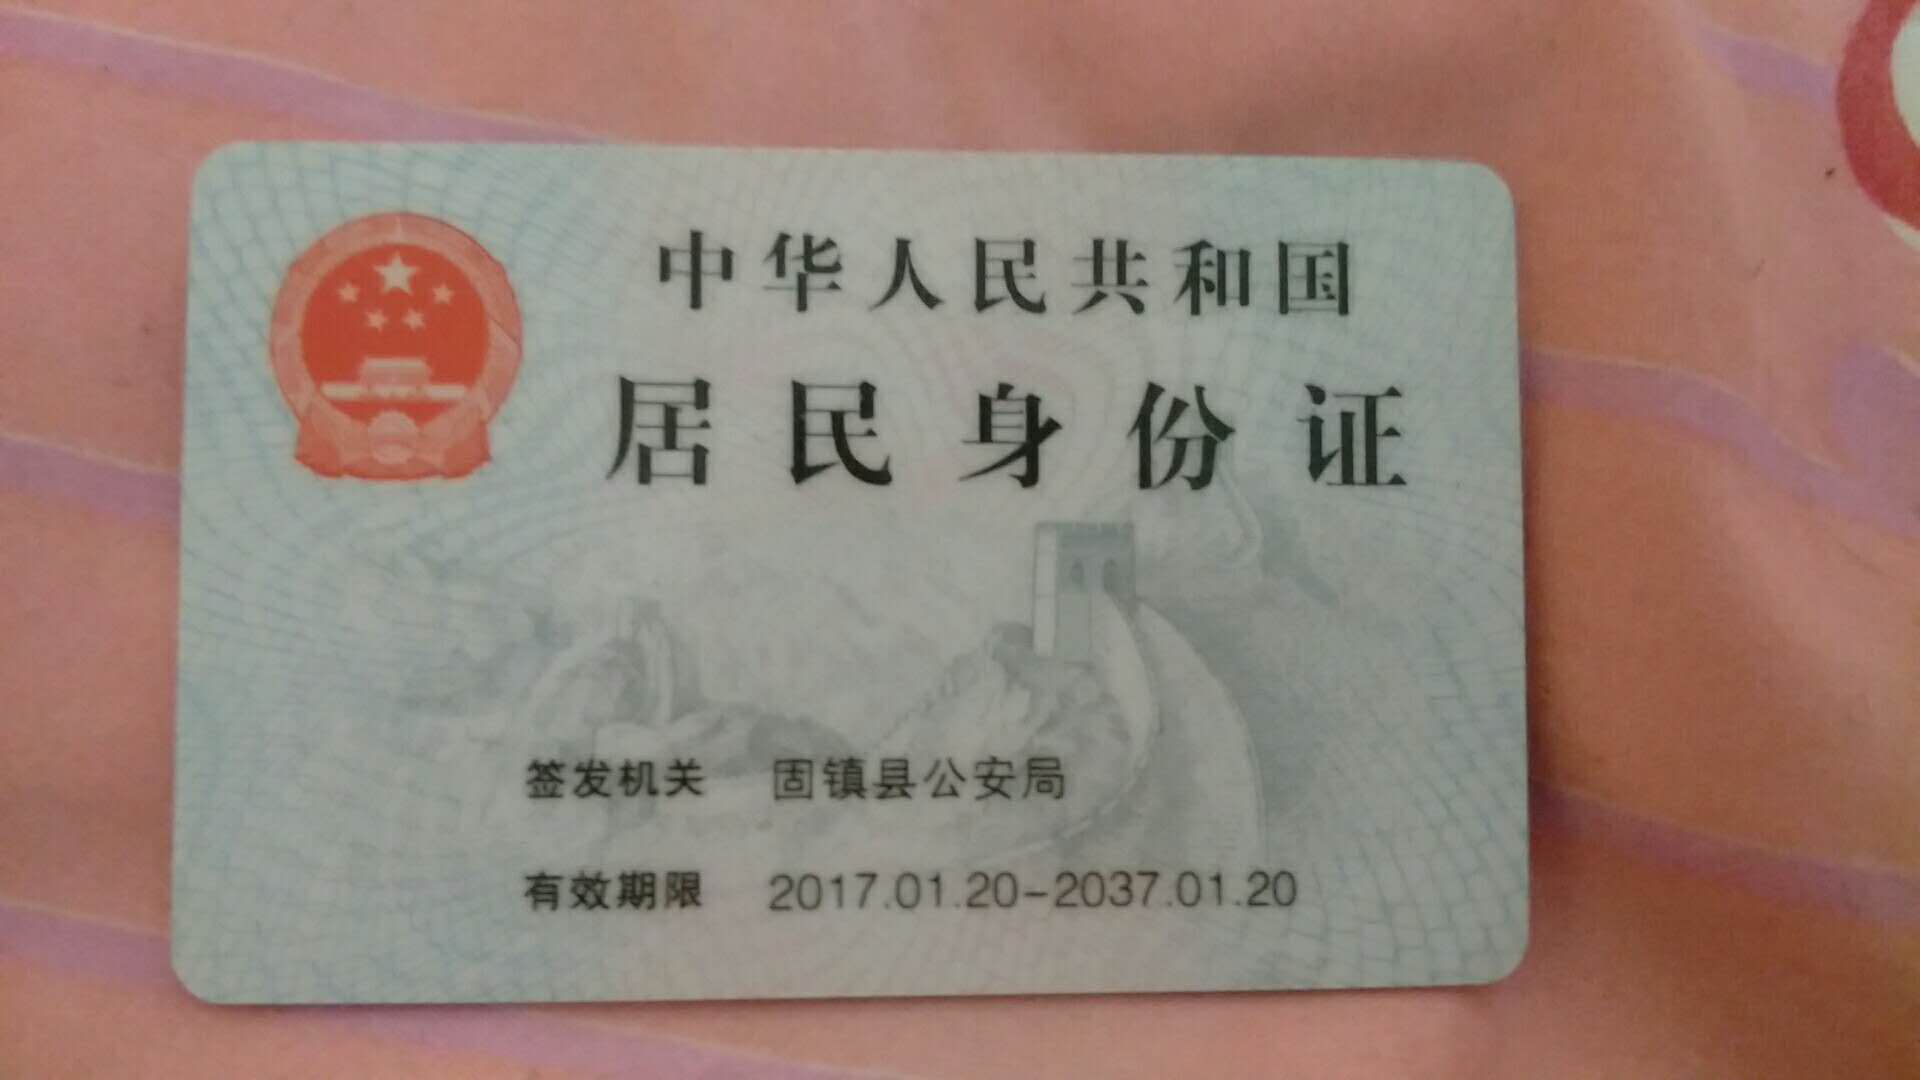 中华人民共和国
居民身份证
签发机关 固镇县公安局
有效期限 2017.01.20-2037.01.20